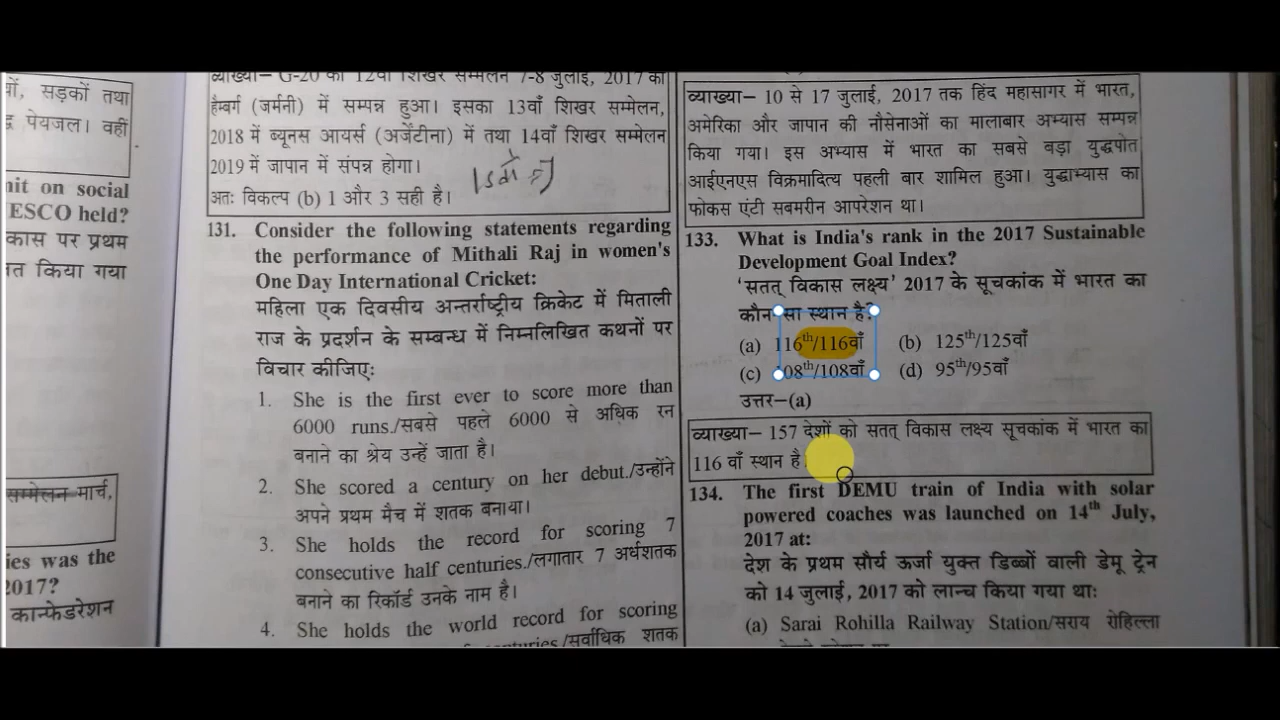 यों, सड़कों तथा
पेयजल। वहीं
nit on social
ESCO held?
कास पर प्रथम
त किया गया
सम्मेलन मार्च,
ies was the
2017?
कान्फेडरेशन
व्याख्या– G-20 का 12वाँ शिखर सम्मेलन 7-8 जुलाई, 2017 को
हैम्बर्ग (जर्मनी) में सम्पन्न हुआ। इसका 13वाँ शिखर सम्मेलन,
2018 में ब्यूनस आयर्स (अर्जेंटीना) में तथा 14वाँ शिखर सम्मेलन
2019 में जापान में संपन्न होगा।
अतः विकल्प (b) 1 और 3 सही है।
131. Consider the following statements regarding
the performance of Mithali Raj in women's
One Day International Cricket:
महिला एक दिवसीय अन्तर्राष्ट्रीय क्रिकेट में मिताली
राज के प्रदर्शन के सम्बन्ध में निम्नलिखित कथनों पर
विचार कीजिए:
1. She is the first ever to score more than
6000 runs./सबसे पहले 6000 से अधिक रन
बनाने का श्रेय उन्हें जाता है।
2. She scored a century on her debut./उन्होंने
अपने प्रथम मैच में शतक बनाया।
3. She holds the record for scoring 7
consecutive half centuries./लगातार 7 अर्धशतक
बनाने का रिकॉर्ड उनके नाम है।
4. She holds the world record for scoring
centuries/सर्वाधिक शतक
व्याख्या– 10 से 17 जुलाई, 2017 तक हिंद महासागर में भारत,
अमेरिका और जापान की नौसेनाओं का मालाबार अभ्यास सम्पन्न
किया गया। इस अभ्यास में भारत का सबसे बड़ा युद्धपोत
आईएनएस विक्रमादित्य पहली बार शामिल हुआ। युद्धाभ्यास का
फोकस एंटी सबमरीन आपरेशन था।
133. What is India's rank in the 2017 Sustainable
Development Goal Index?
'सतत् विकास लक्ष्य' 2017 के सूचकांक में भारत का
कौन सा स्थान है?
(a) 116th/116वाँ (b) 125th/125वाँ
(c) 108th/108वाँ (d) 95th/95वाँ
उत्तर–(a)
व्याख्या– 157 देशों को सतत् विकास लक्ष्य सूचकांक में भारत का
116 वाँ स्थान है
134. The first DEMU train of India with solar
powered coaches was launched on 14th July,
2017 at:
देश के प्रथम सौर्य ऊर्जा युक्त डिब्बों वाली डेमू ट्रेन
को 14 जुलाई, 2017 को लान्च किया गया था:
(a) Sarai Rohilla Railway Station/सराय रोहिल्ला